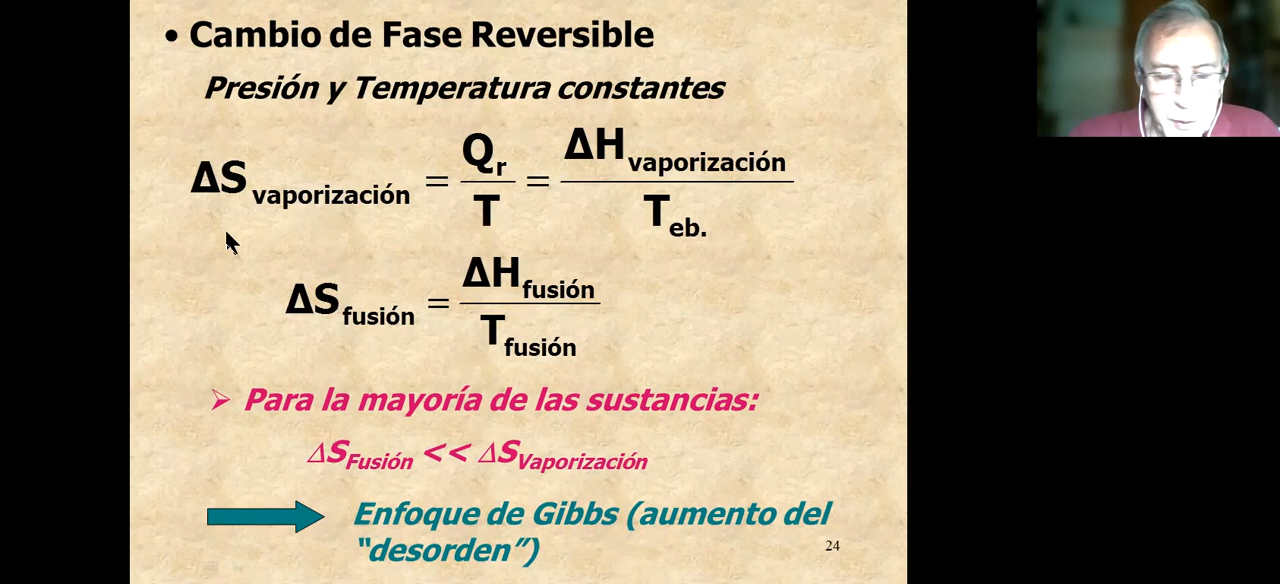 • Cambio de Fase Reversible
Presión y Temperatura constantes
ΔS vaporización = Qr / T = ΔH vaporización / T eb.
ΔS fusión = ΔH fusión / T fusión
➢ Para la mayoría de las sustancias:
ΔS Fusión << ΔS Vaporización
Enfoque de Gibbs (aumento del
“desorden”)
24